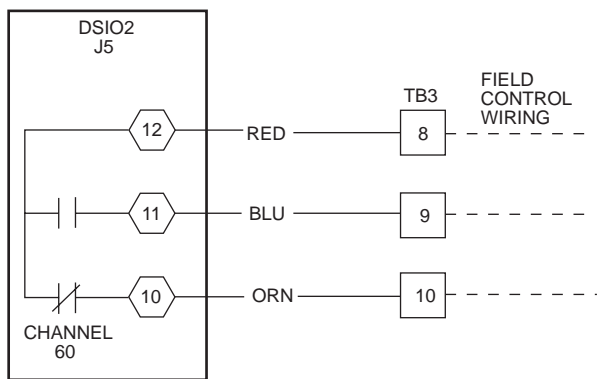 DSIO2
J5
TB3
FIELD
CONTROL
WIRING
12
RED
8
11
BLU
9
10
ORN
10
CHANNEL
60